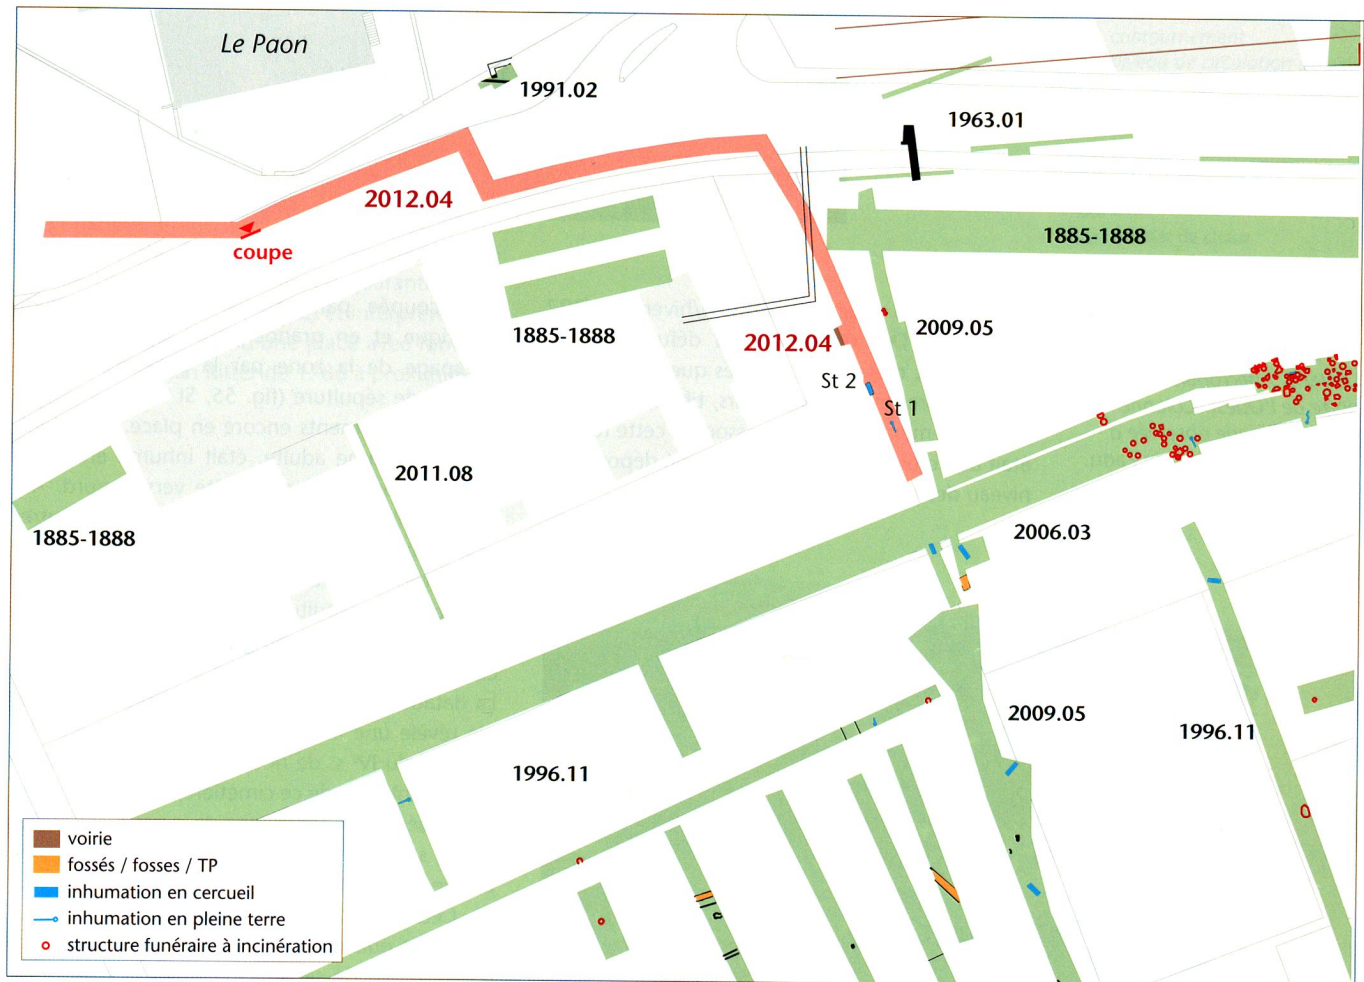 Le Paon
1991.02
1963.01
2012.04
coupe
1885-1888
1885-1888
2009.05
2012.04
St 2
St 1
2011.08
1885-1888
2006.03
2009.05
1996.11
1996.11
voirie
fossés / fosses / TP
inhumation en cercueil
inhumation en pleine terre
structure funéraire à incinération